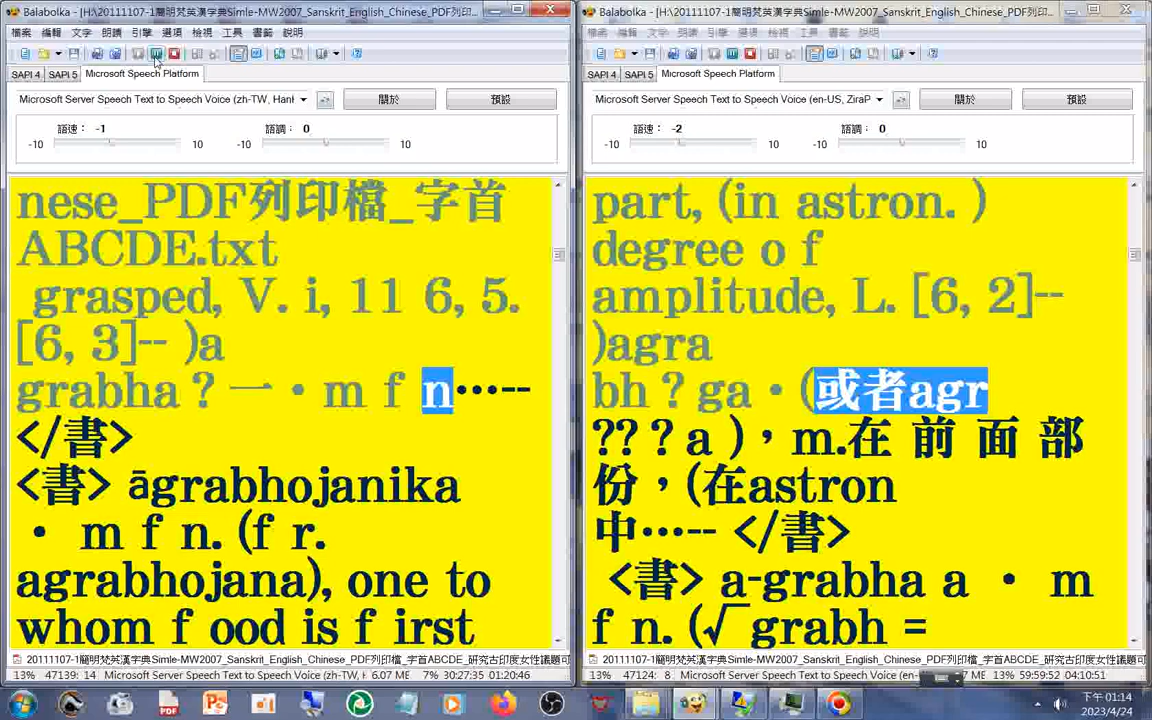 Balabolka - [H:\20111107-1簡明梵英漢字典Simle-MW2007_Sanskrit_English_Chinese_PDF列印...
檔案 編輯 文字 朗讀 引擎 選項 檢視 工具 書籤 說明
SAPI 4 SAPI 5 Microsoft Speech Platform
Microsoft Server Speech Text to Speech Voice (zh-TW, Hanl
關於 預設
語速： -1 語調： 0
-10 10 -10 10
nese_PDF列印檔_字首
ABCDE.txt
grasped, V. i, 11 6, 5.
[6, 3]-- )a
grabha？一・m f n…--
</書>
<書> āgrabhojanika
・ m f n. (f r.
agrabhojana), one to
whom f ood is f irst
20111107-1簡明梵英漢字典Simle-MW2007_Sanskrit_English_Chinese_PDF列印檔_字首ABCDE_研究古印度女性議題可
13% 47139: 14 Microsoft Server Speech Text to Speech Voice (zh-TW, H 6.07 ME 7% 30:27:35 01:20:46
Balabolka - [H:\20111107-1簡明梵英漢字典Simle-MW2007_Sanskrit_English_Chinese_PDF列印...
檔案 編輯 文字 朗讀 引擎 選項 檢視 工具 書籤 說明
SAPI 4 SAPI 5 Microsoft Speech Platform
Microsoft Server Speech Text to Speech Voice (en-US, ZiraP
關於 預設
語速： -2 語調： 0
-10 10 -10 10
part, (in astron. )
degree o f
amplitude, L. [6, 2]--
)agra
bh？ga・(或者agr
??？a )，m.在 前 面 部
份，(在astron
中…-- </書>
<書> a-grabha a ・ m
f n. (√ grabh =
20111107-1簡明梵英漢字典Simle-MW2007_Sanskrit_English_Chinese_PDF列印檔_字首ABCDE_研究古印度女性議題可
13% 47124: 8 Microsoft Server Speech Text to Speech Voice 13% 59:59:52 04:10:51
下午 01:14
2023/4/24